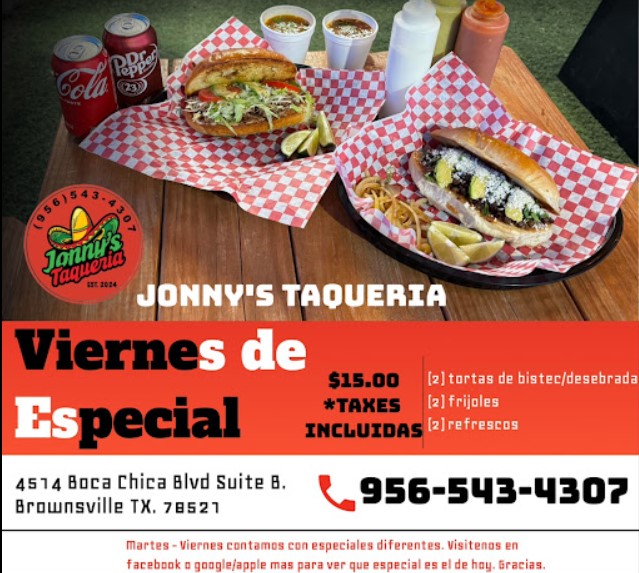 Cola
Dr Pepper
23
(956)543-4307
Jonny's
Taqueria
EST. 2024
JONNY'S TAQUERIA
Viernes de
Especial
$15.00
*TAXES
INCLUIDAS
[2] tortas de bistec/desebrada
[2] frijoles
[2] refrescos
4514 Boca Chica Blvd Suite B.
Brownsville TX. 78521
956-543-4307
Martes - Viernes contamos con especiales diferentes. Visitenos en
facebook o google/apple mas para ver que especial es el de hoy. Gracias.